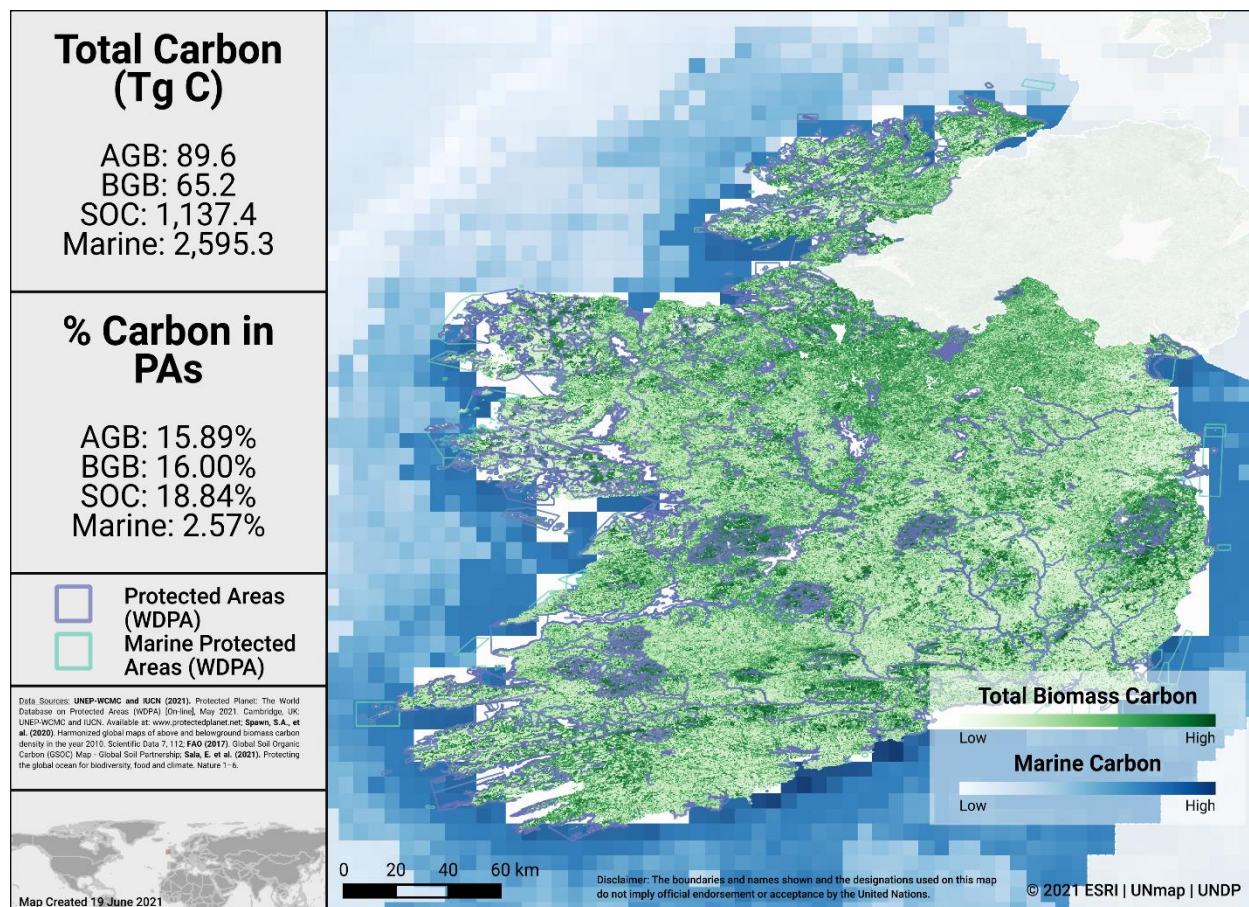 Total Carbon
(Tg C)
AGB: 89.6
BGB: 65.2
SOC: 1,137.4
Marine: 2,595.3
% Carbon in
PAs
AGB: 15.89%
BGB: 16.00%
SOC: 18.84%
Marine: 2.57%
Protected Areas
(WDPA)
Marine Protected
Areas (WDPA)
Data Sources: UNEP-WCMC and IUCN (2021). Protected Planet: The World
Database on Protected Areas (WDPA) [On-line], May 2021. Cambridge, UK:
UNEP-WCMC and IUCN. Available at: www.protectedplanet.net; Spawn, S.A., et
al. (2020). Harmonized global maps of above and belowground biomass carbon
density in the year 2010. Scientific Data 7, 112; FAO (2017). Global Soil Organic
Carbon (GSOC) Map - Global Soil Partnership; Sala, E. et al. (2021). Protecting
the global ocean for biodiversity, food and climate. Nature 1–6.
Map Created 19 June 2021
Total Biomass Carbon
Low High
Marine Carbon
Low High
0 20 40 60 km
Disclaimer: The boundaries and names shown and the designations used on this map
do not imply official endorsement or acceptance by the United Nations.
© 2021 ESRI | UNmap | UNDP